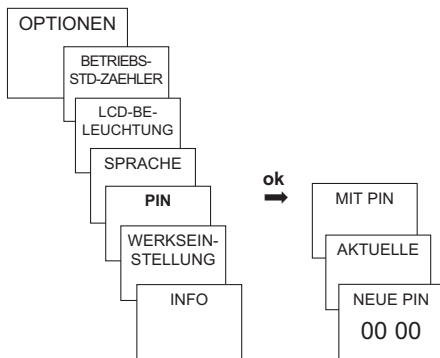 OPTIONEN
BETRIEBS-
STD-ZAEHLER
LCD-BE-
LEUCHTUNG
SPRACHE
PIN
WERKSEIN-
STELLUNG
INFO
ok
MIT PIN
AKTUELLE
NEUE PIN
00 00